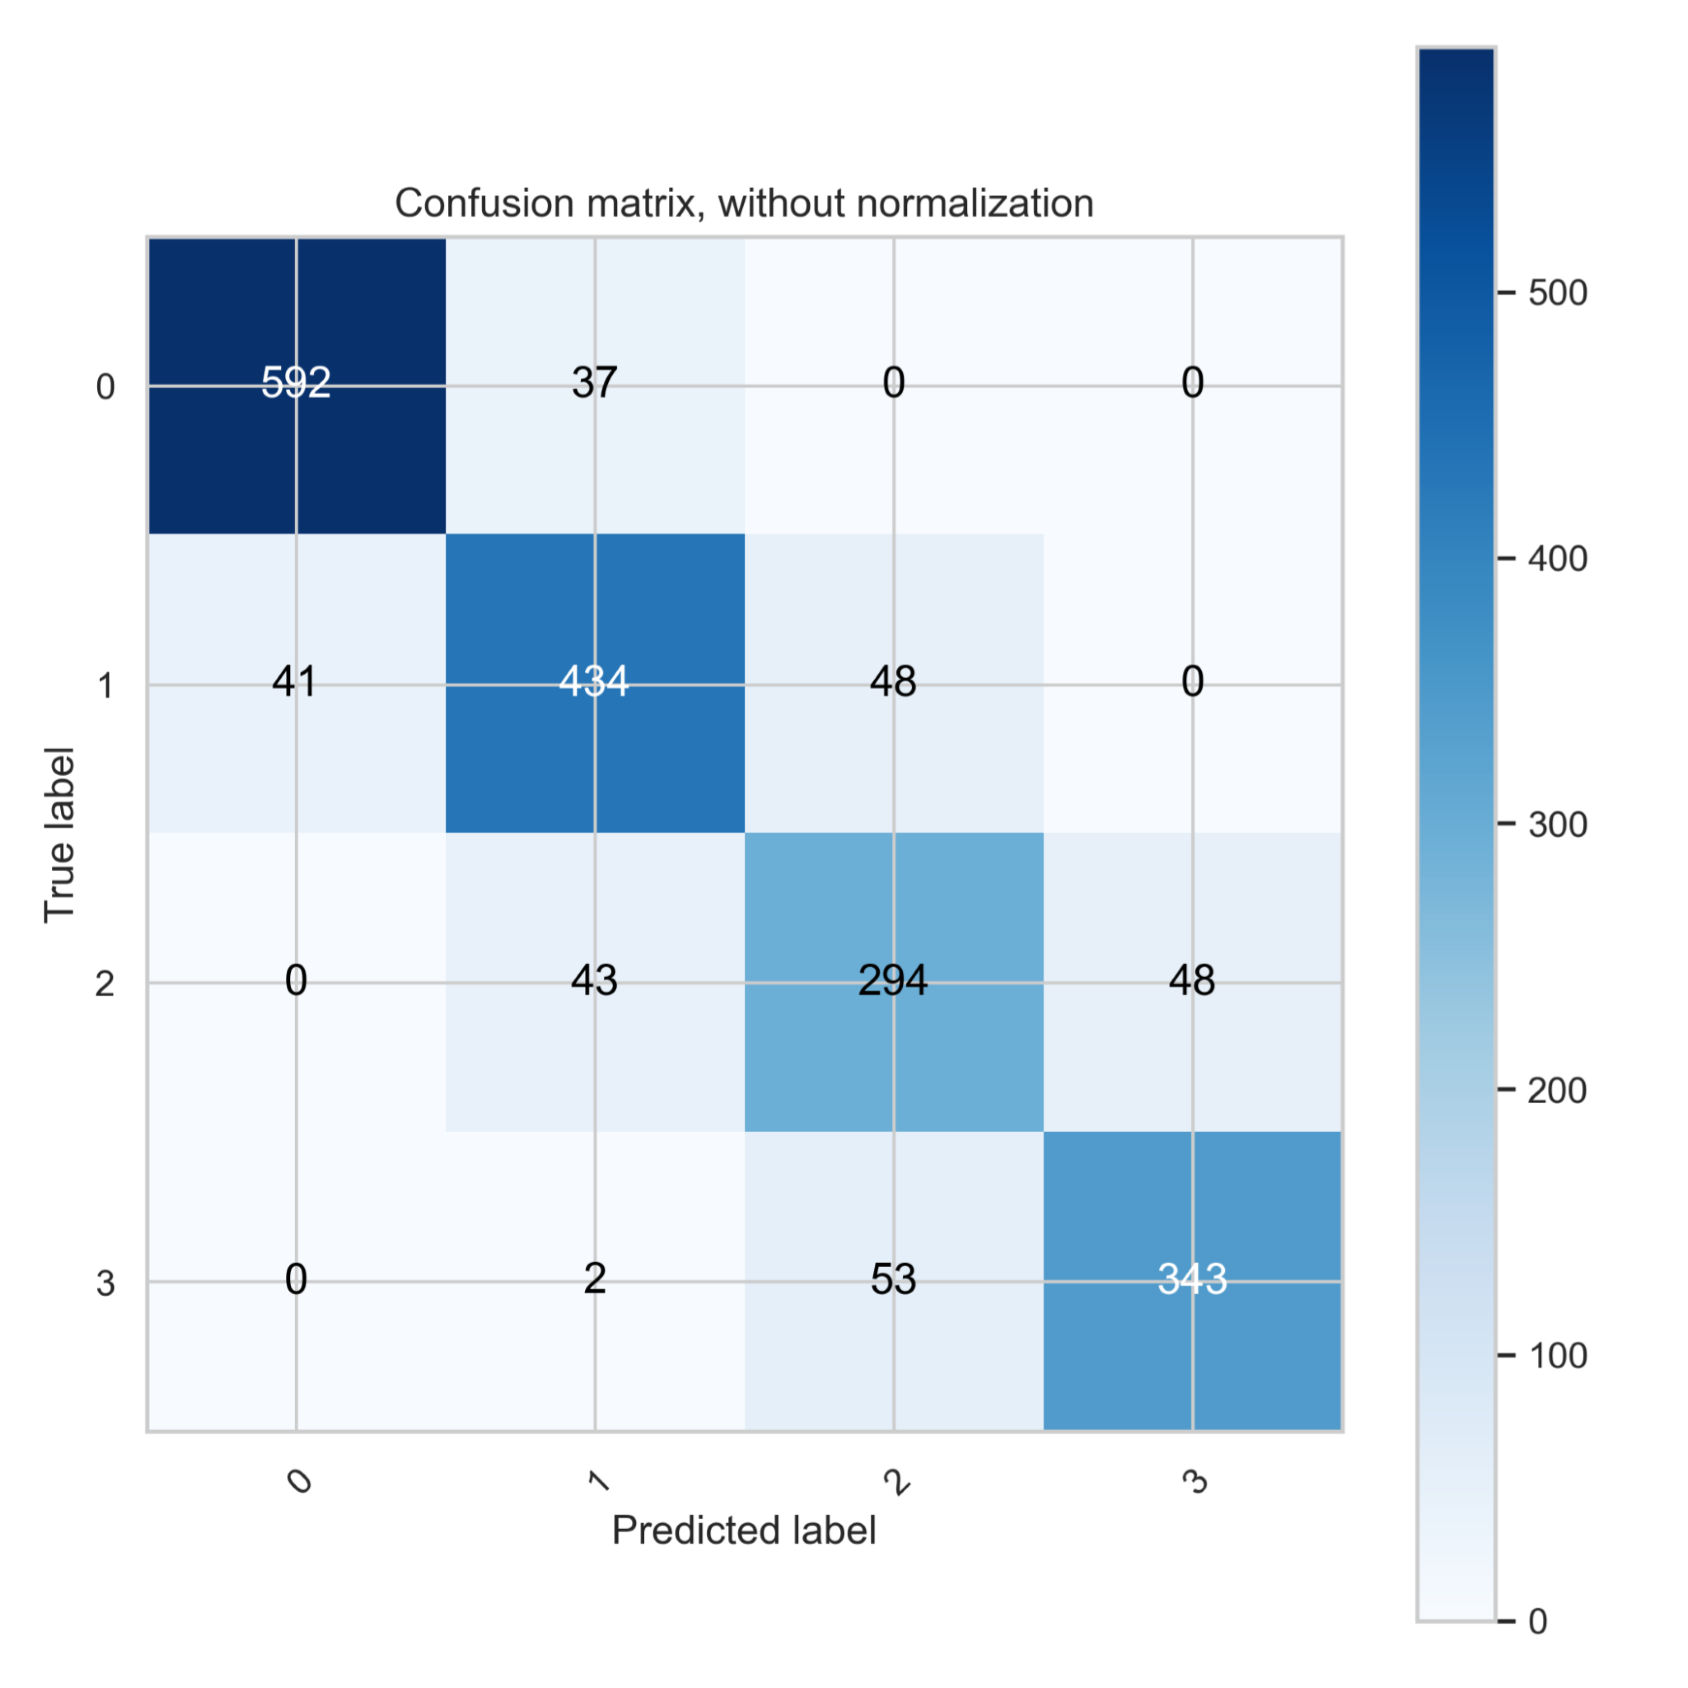 Confusion matrix, without normalization
500
400
300
200
100
0
True label
0
592 37 0 0
1
41 434 48 0
2
0 43 294 48
3
0 2 53 343
0 1 2 3
Predicted label